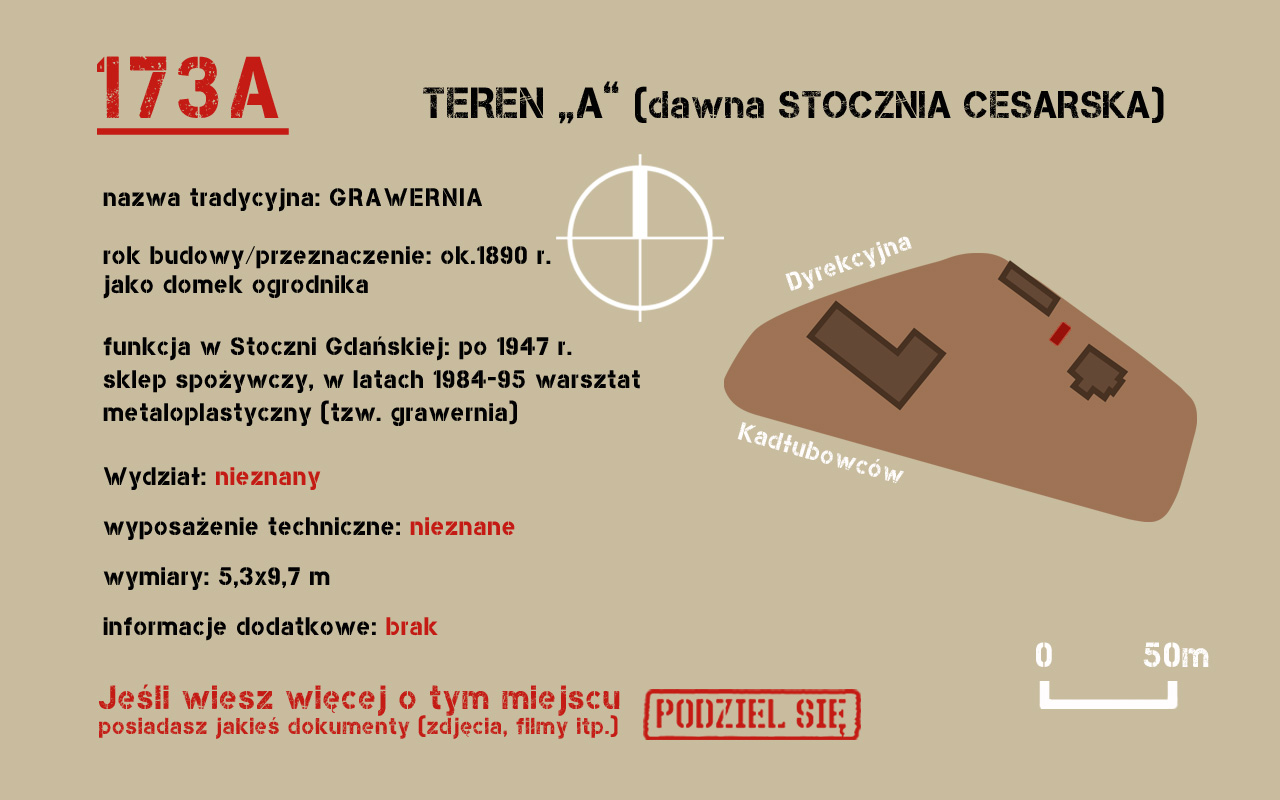 173A
TEREN „A“ (dawna STOCZNIA CESARSKA)
nazwa tradycyjna: GRAWERNIA
rok budowy/przeznaczenie: ok.1890 r.
jako domek ogrodnika
funkcja w Stoczni Gdańskiej: po 1947 r.
sklep spożywczy, w latach 1984-95 warsztat
metaloplastyczny (tzw. grawernia)
Wydział: nieznany
wyposażenie techniczne: nieznane
wymiary: 5,3x9,7 m
informacje dodatkowe: brak
Jeśli wiesz więcej o tym miejscu
posiadasz jakieś dokumenty (zdjęcia, filmy itp.)
PODZIEL SIĘ
Dyrekcyjna
Kadłubowców
0 50m